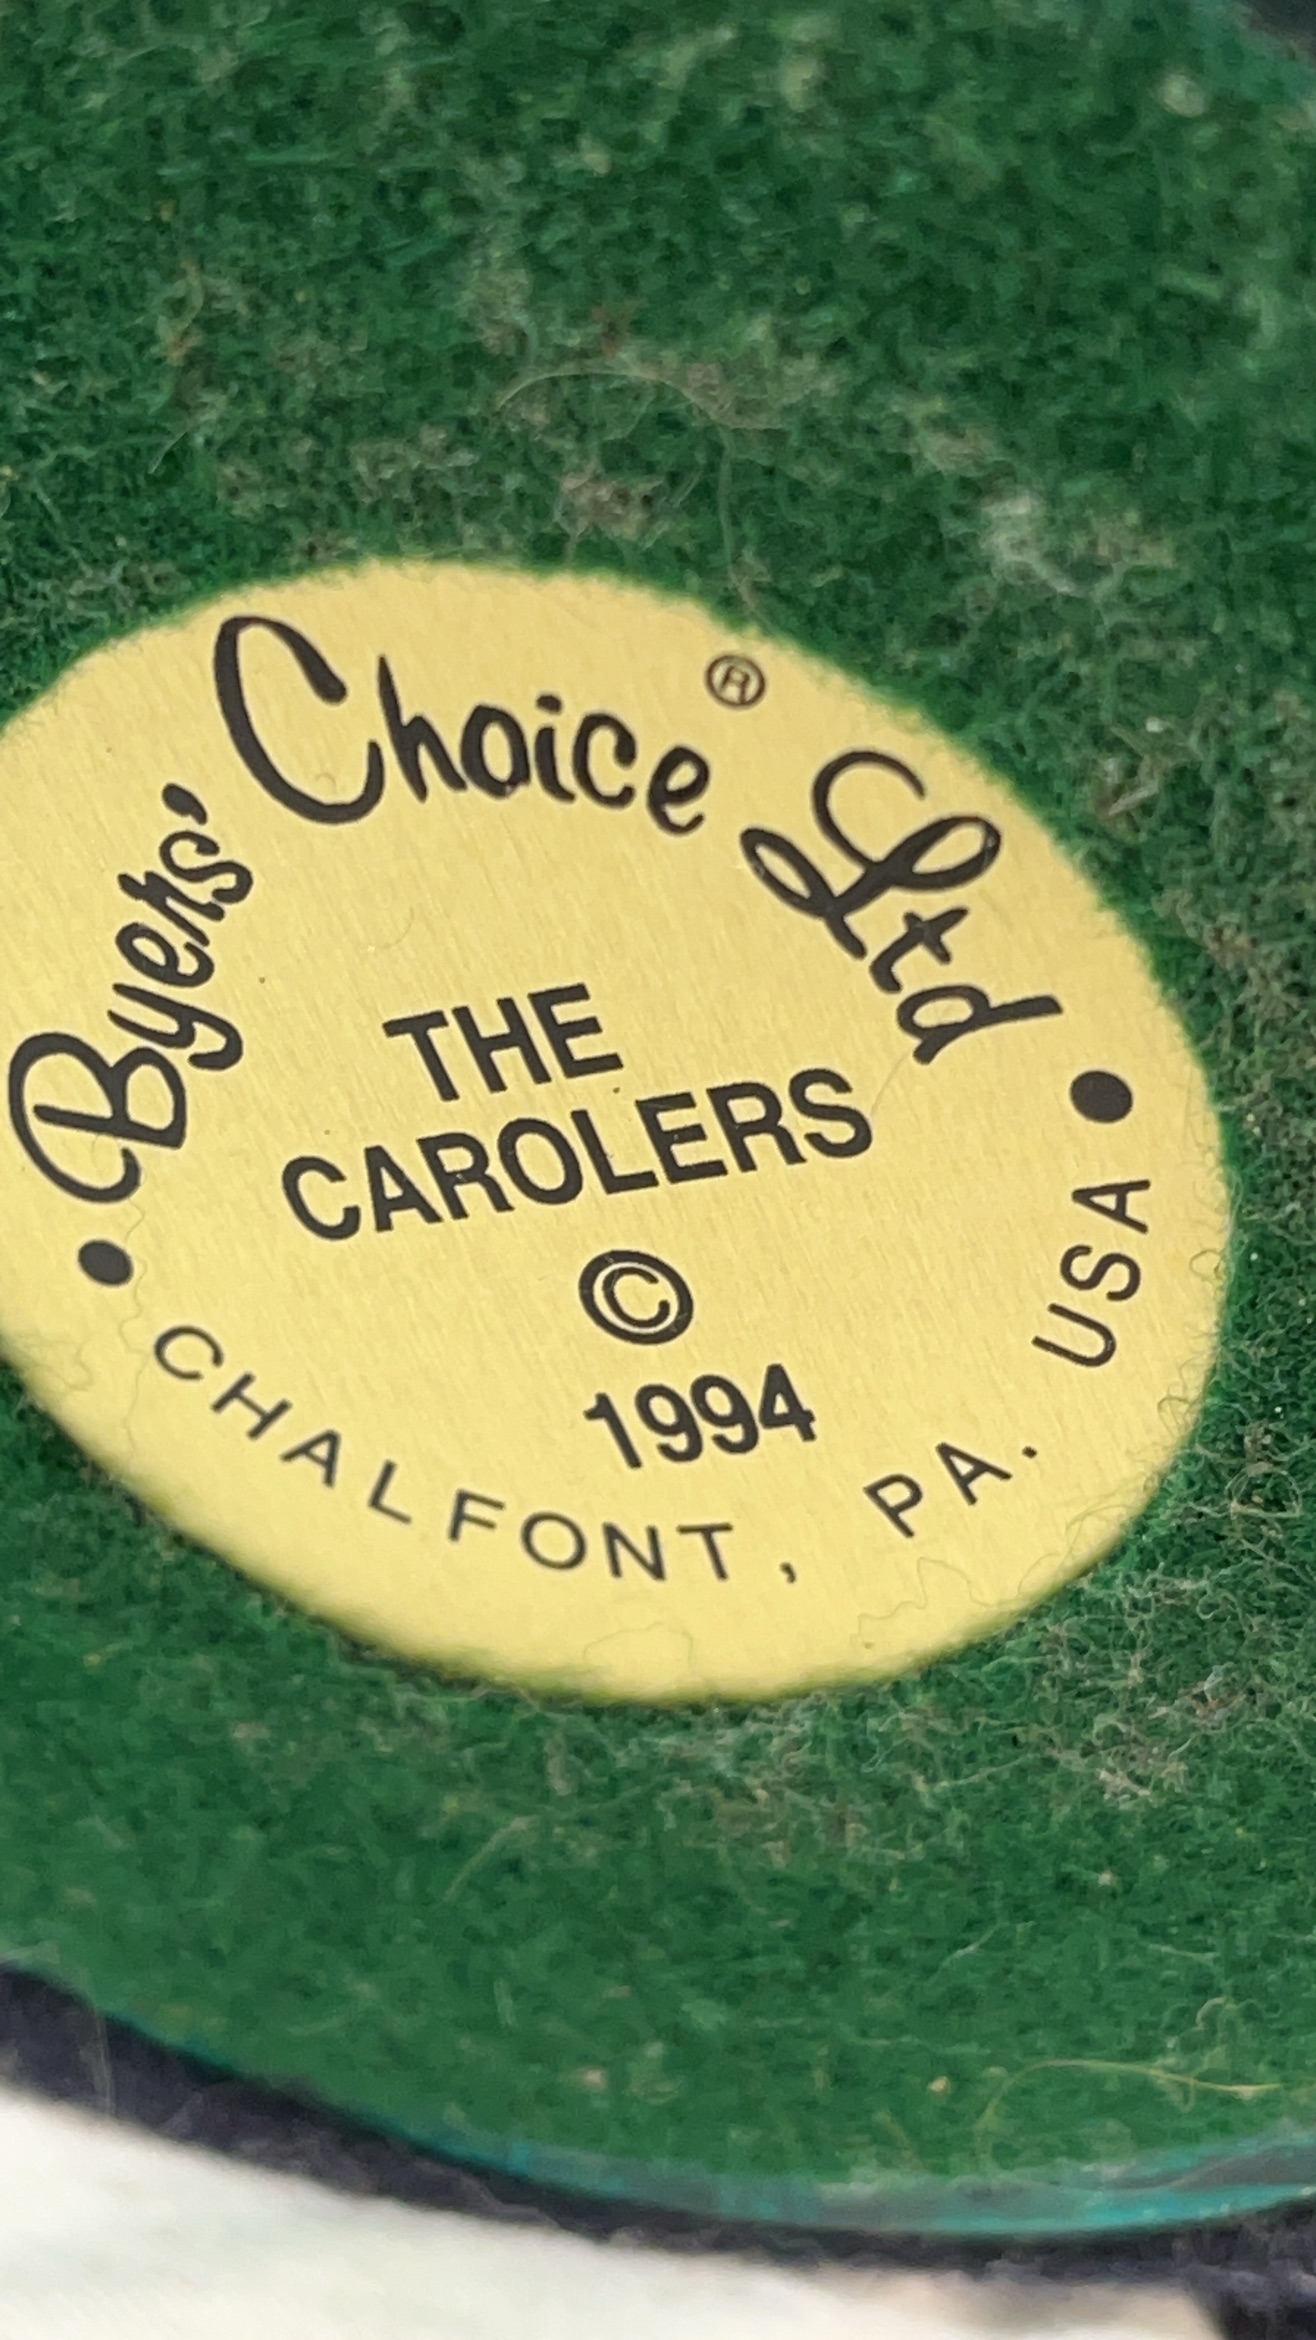 Byers' Choice® Ltd
THE
CAROLERS
©
1994
• CHALFONT, PA. USA •